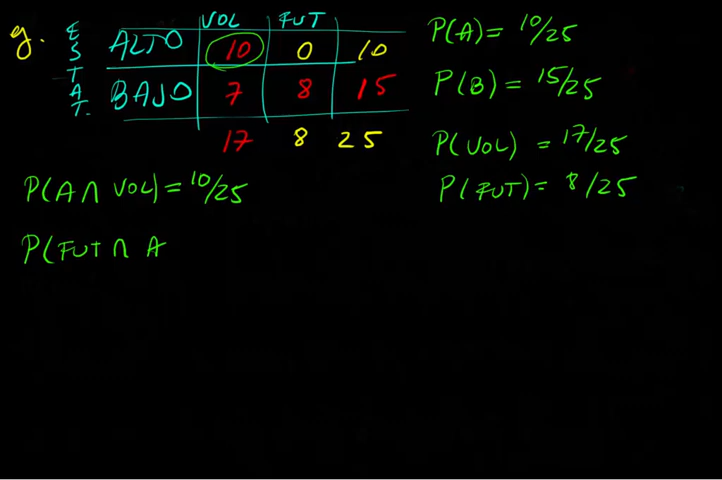 g. ESTAT. VOL FUT
ALTO 10 0 10
BAJO 7 8 15
17 8 25
P(A) = 10/25
P(B) = 15/25
P(VOL) = 17/25
P(FUT) = 8/25
P(A ∩ VOL) = 10/25
P(FUT ∩ A